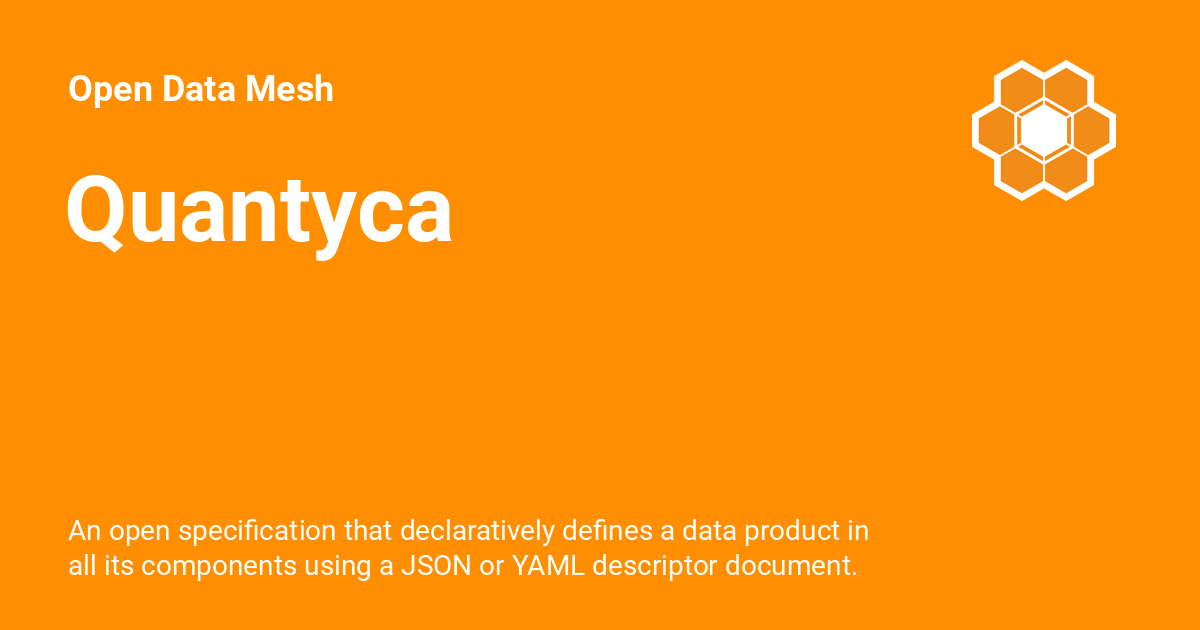 Open Data Mesh
Quantyca
An open specification that declaratively defines a data product in
all its components using a JSON or YAML descriptor document.